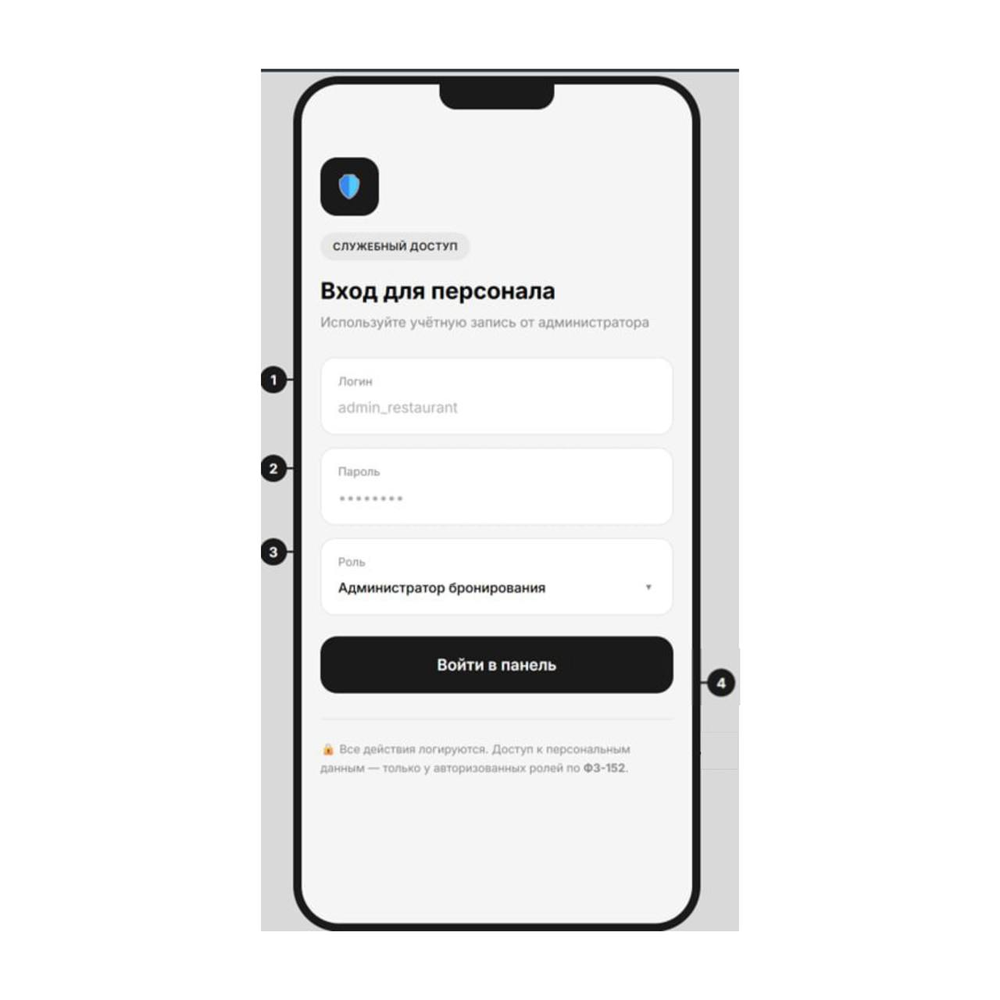 СЛУЖЕБНЫЙ ДОСТУП
Вход для персонала
Используйте учётную запись от администратора
1
Логин
admin_restaurant
2
Пароль
••••••••
3
Роль
Администратор бронирования
Войти в панель
4
Все действия логируются. Доступ к персональным
данным — только у авторизованных ролей по ФЗ-152.